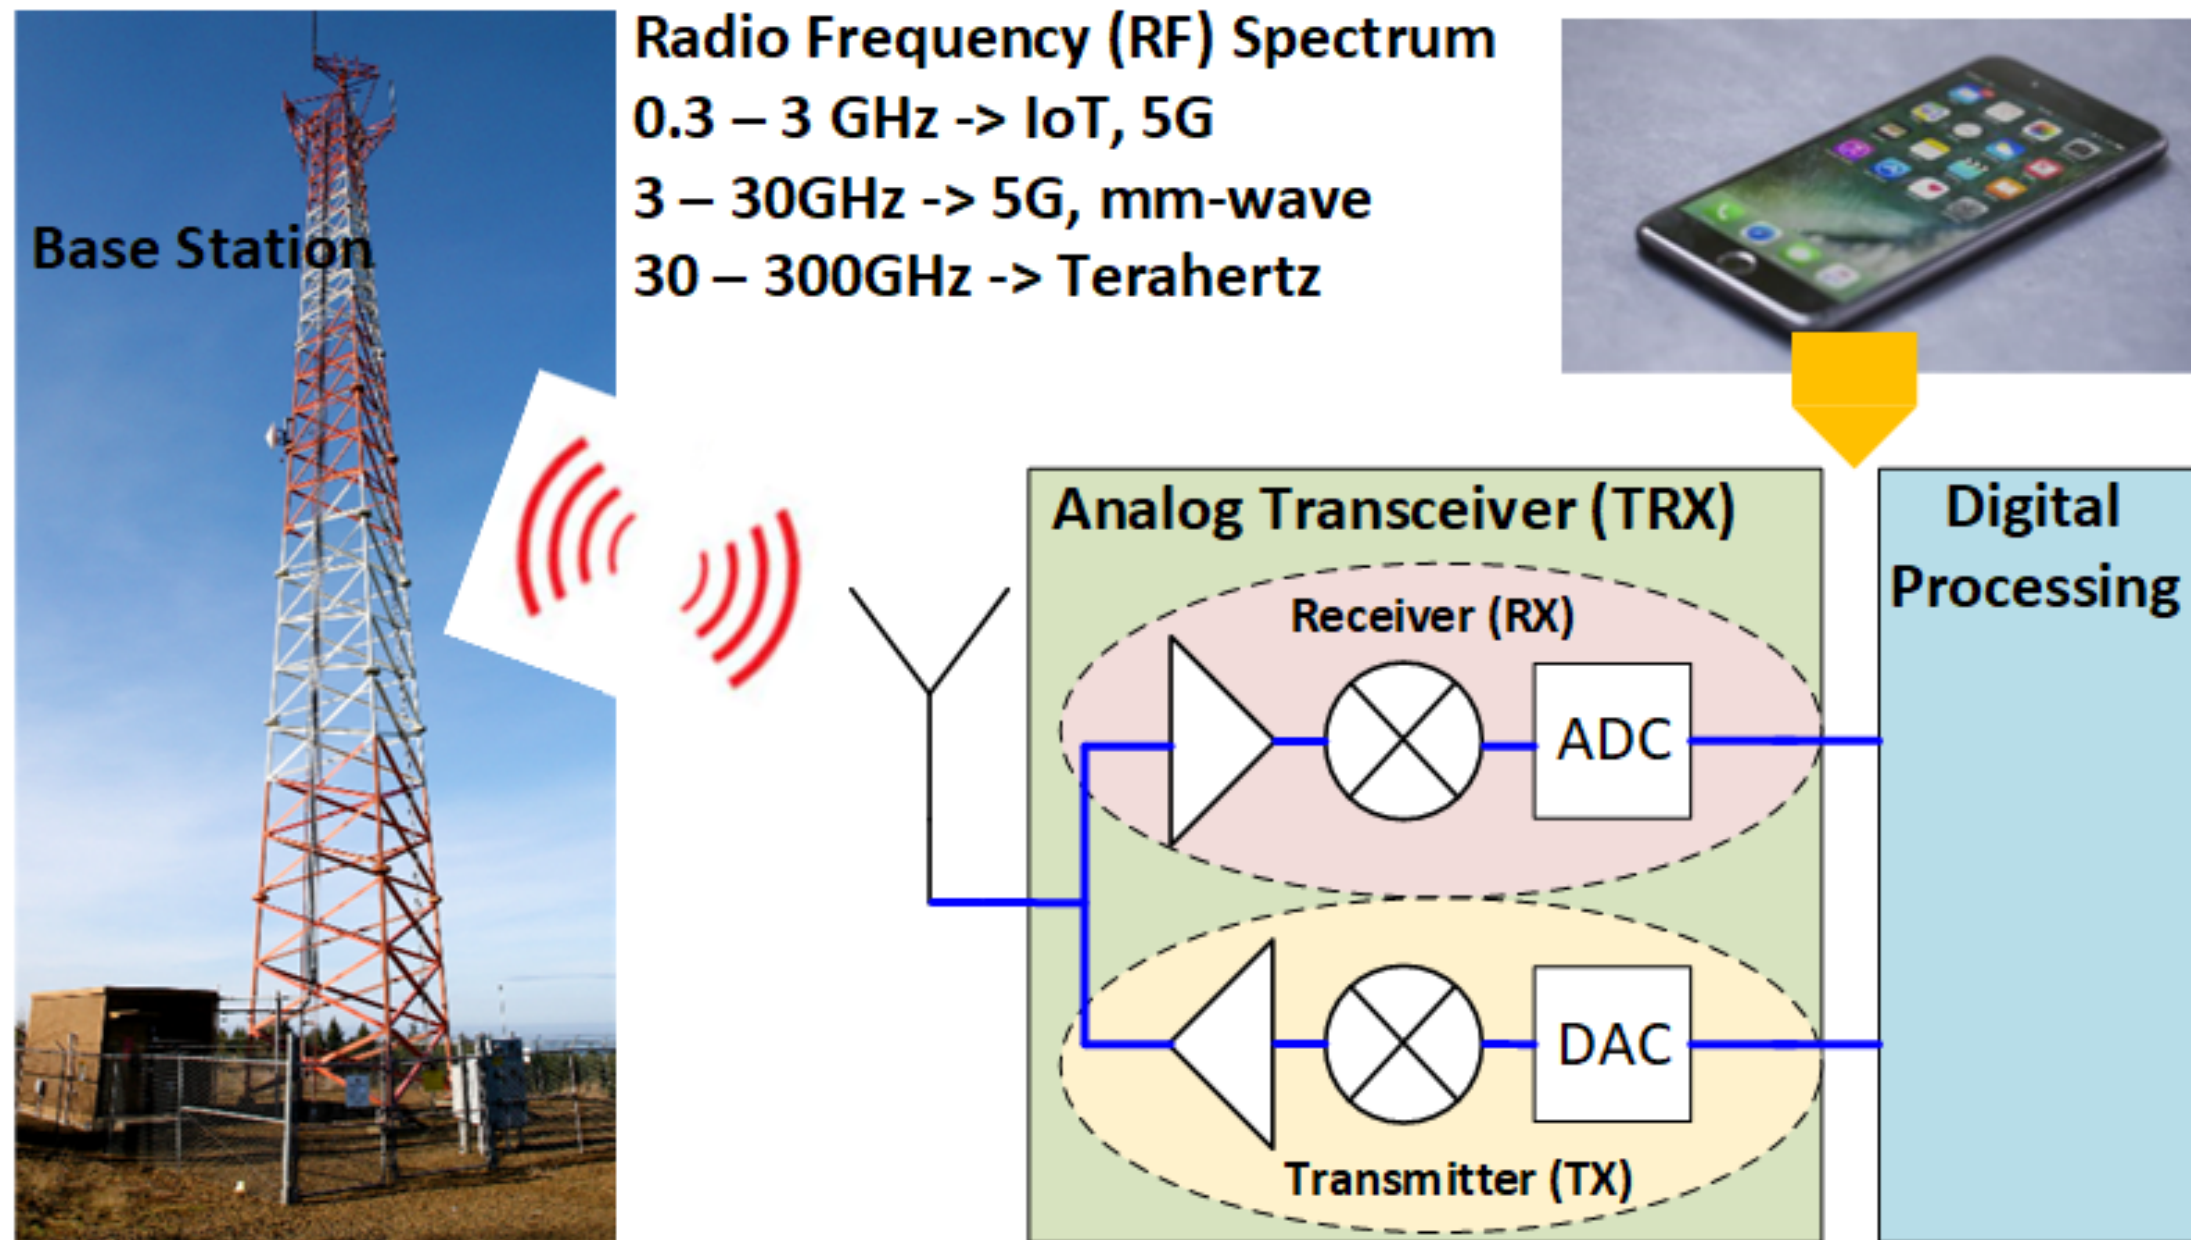 Radio Frequency (RF) Spectrum
0.3 – 3 GHz -> IoT, 5G
3 – 30GHz -> 5G, mm-wave
30 – 300GHz -> Terahertz
Base Station
Analog Transceiver (TRX)
Digital
Processing
Receiver (RX)
ADC
DAC
Transmitter (TX)